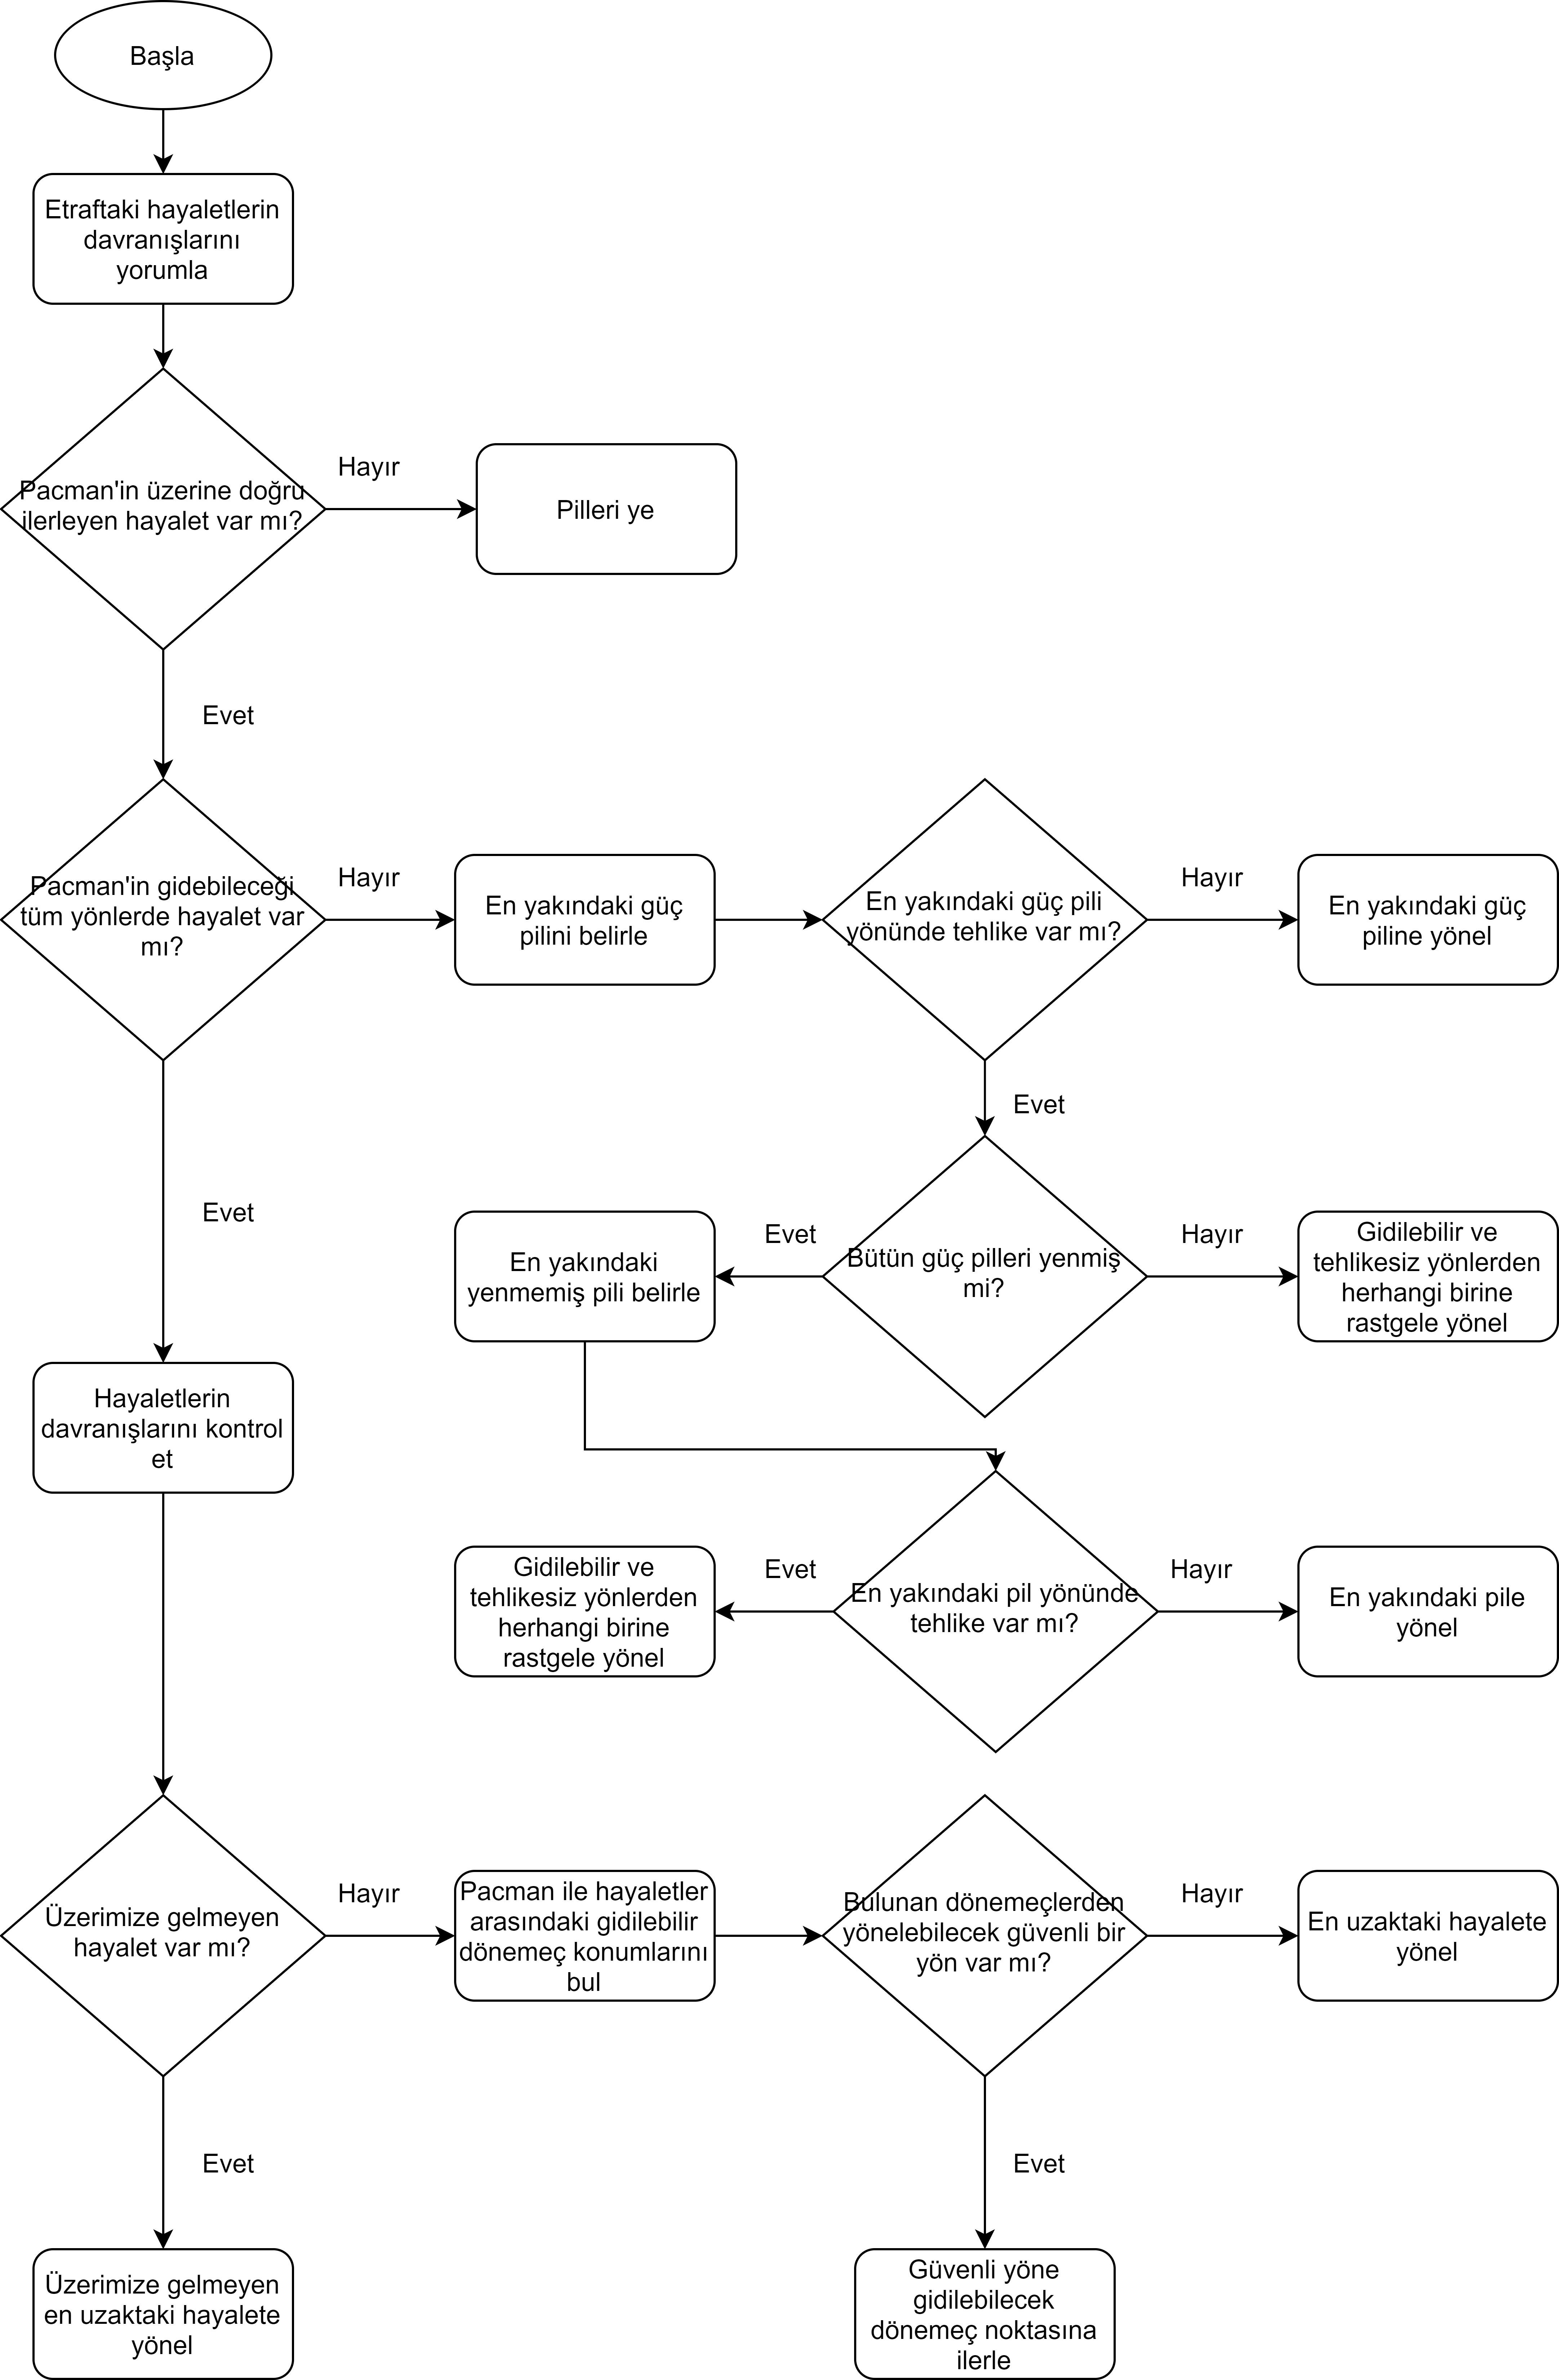 Başla
Etraftaki hayaletlerin
davranışlarını
yorumla
Pacman'in üzerine doğru
ilerleyen hayalet var mı?
Hayır
Pilleri ye
Evet
Pacman'in gidebileceği
tüm yönlerde hayalet var
mı?
Hayır
En yakındaki güç
pilini belirle
En yakındaki güç pili
yönünde tehlike var mı?
Hayır
En yakındaki güç
piline yönel
Evet
Evet
En yakındaki
yenmemiş pili belirle
Evet
Bütün güç pilleri yenmiş
mi?
Hayır
Gidilebilir ve
tehlikesiz yönlerden
herhangi birine
rastgele yönel
Hayaletlerin
davranışlarını kontrol
et
Gidilebilir ve
tehlikesiz yönlerden
herhangi birine
rastgele yönel
Evet
En yakındaki pil yönünde
tehlike var mı?
Hayır
En yakındaki pile
yönel
Üzerimize gelmeyen
hayalet var mı?
Hayır
Pacman ile hayaletler
arasındaki gidilebilir
dönemeç konumlarını
bul
Bulunan dönemeçlerden
yönelebilecek güvenli bir
yön var mı?
Hayır
En uzaktaki hayalete
yönel
Evet
Evet
Üzerimize gelmeyen
en uzaktaki hayalete
yönel
Güvenli yöne
gidilebilecek
dönemeç noktasına
ilerle